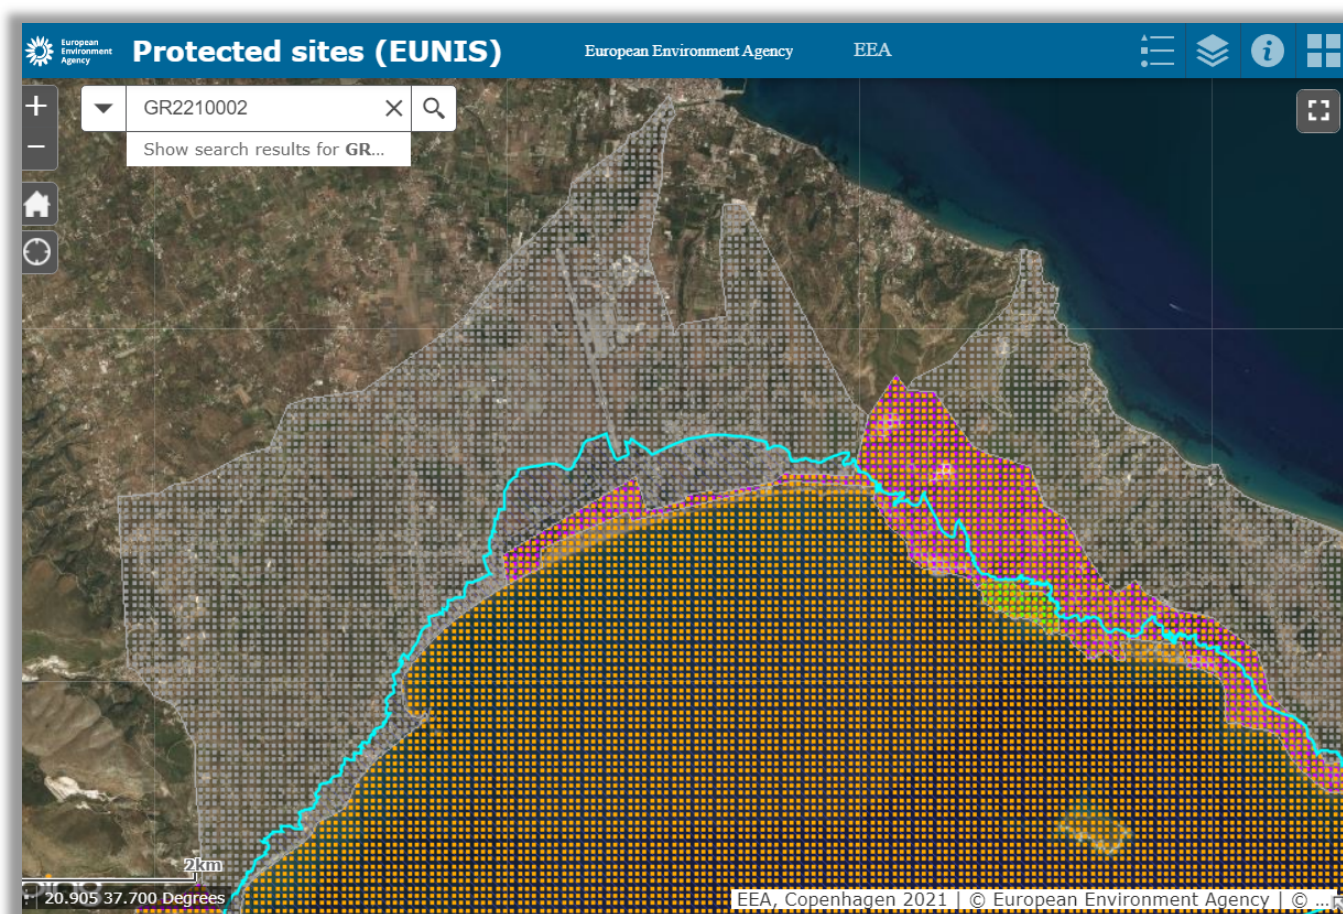 European
Environment
Agency
Protected sites (EUNIS)
European Environment Agency
EEA
GR2210002
Show search results for GR...
2km
20.905 37.700 Degrees
EEA, Copenhagen 2021 | © European Environment Agency | © ...